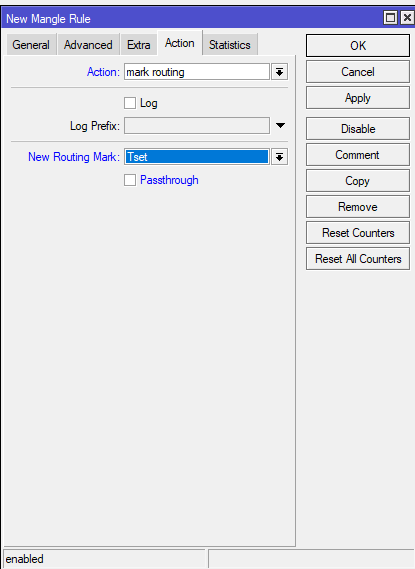 New Mangle Rule
General Advanced Extra Action Statistics
OK
Action: mark routing
Cancel
Log
Apply
Log Prefix:
Disable
New Routing Mark: Tset
Comment
Passthrough
Copy
Remove
Reset Counters
Reset All Counters
enabled